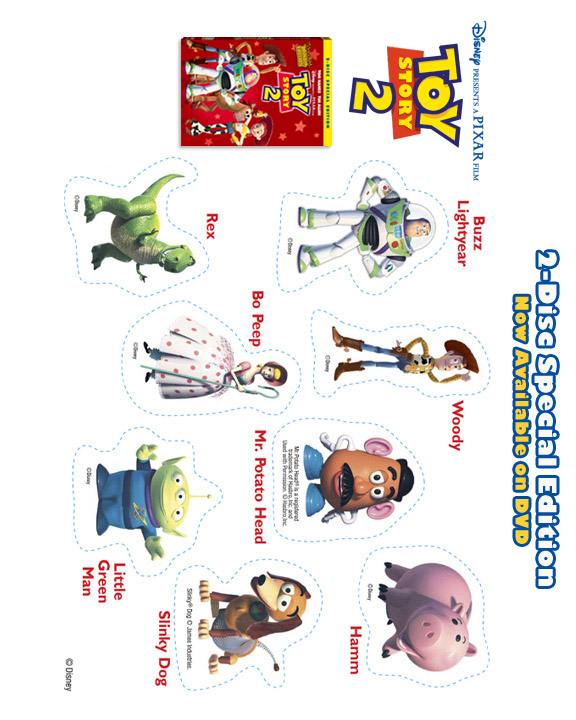 Disney PRESENTS A PIXAR FILM
TOY
STORY
2
2-Disc Special Edition
Now Available on DVD
2-DISC SPECIAL EDITION
TOY
STORY
2
Buzz
Lightyear
©Disney
Woody
©Disney
Hamm
©Disney
Mr. Potato Head
Mr. Potato Head® is a registered
trademark of Hasbro, Inc. and
Used with Permission. © Hasbro, Inc.
Rex
©Disney
Bo Peep
©Disney
Little
Green
Man
©Disney
Slinky Dog
Slinky® Dog © James Industries.
© Disney